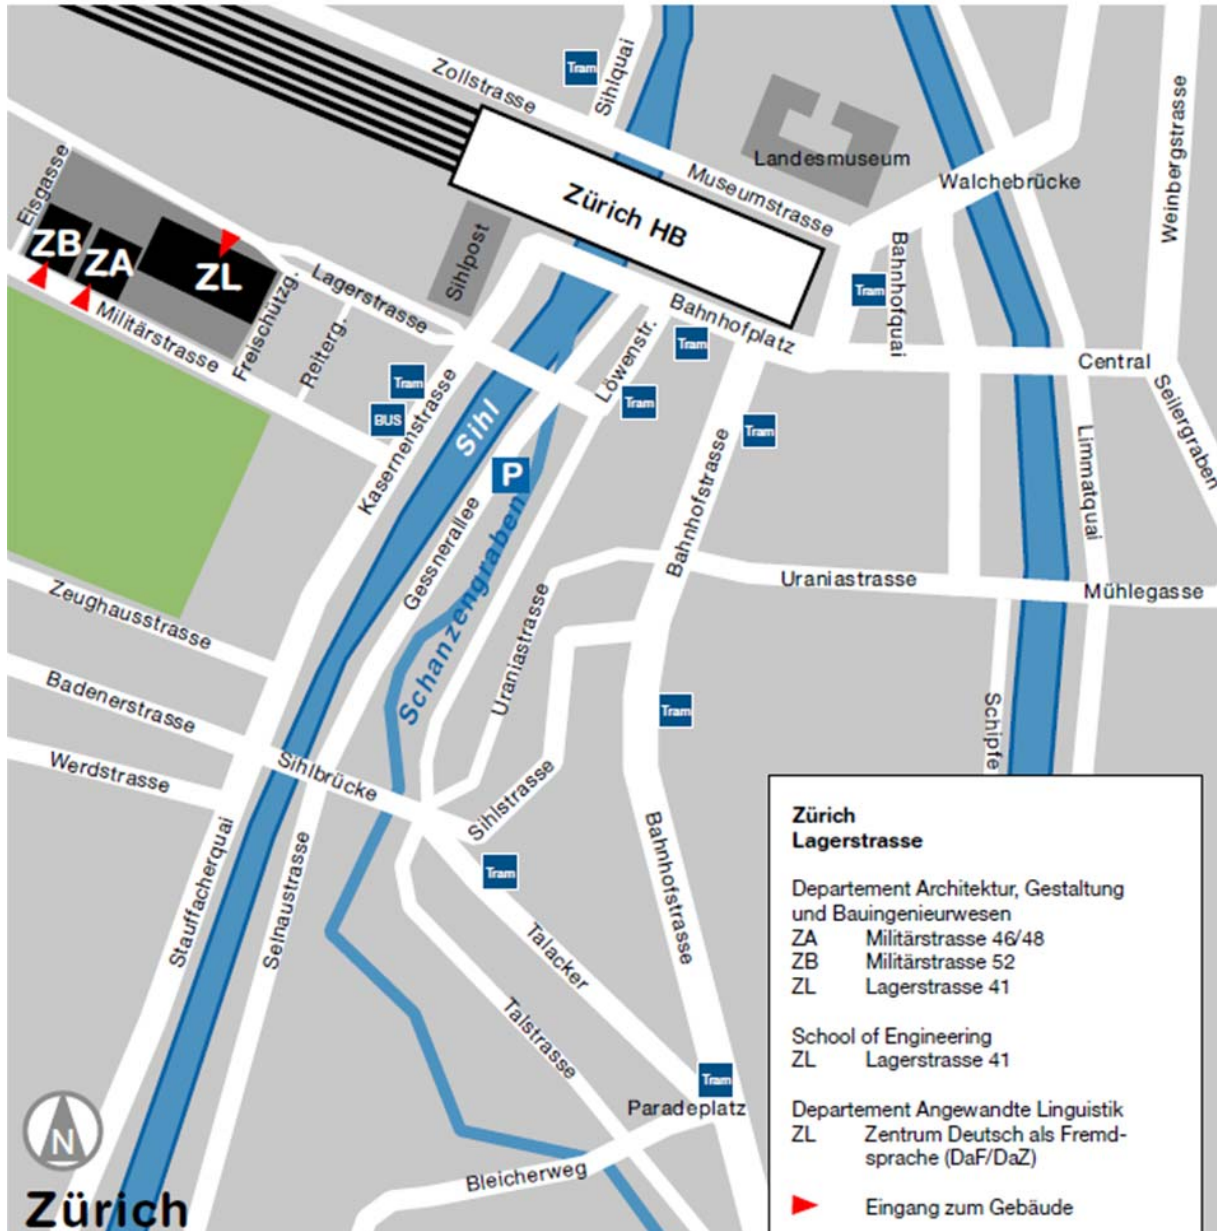 Zollstrasse
Tram
Sihlquai
Landesmuseum
Museumstrasse
Walchebrücke
Weinbergstrasse
Eisgasse
ZB
ZA
ZL
Zürich HB
Sihlpost
Lagerstrasse
Bahnhofquai
Tram
Bahnhofplatz
Militärstrasse
Freischützg.
Reiterg.
Löwenstr.
Tram
Central
Seilergraben
Tram
BUS
Kasernenstrasse
Sihl
Tram
Tram
Limmatquai
P
Gessnerallee
Schanzengraben
Bahnhofstrasse
Uraniastrasse
Mühlegasse
Zeughausstrasse
Uraniastrasse
Badenerstrasse
Tram
Schipfe
Werdstrasse
Sihlbrücke
Sihlstrasse
Stauffacherquai
Selnaustrasse
Tram
Bahnhofstrasse
Talacker
Talstrasse
Tram
Paradeplatz
Bleicherweg
N
Zürich
Zürich
Lagerstrasse
Departement Architektur, Gestaltung
und Bauingenieurwesen
ZA Militärstrasse 46/48
ZB Militärstrasse 52
ZL Lagerstrasse 41
School of Engineering
ZL Lagerstrasse 41
Departement Angewandte Linguistik
ZL Zentrum Deutsch als Fremd-
sprache (DaF/DaZ)
Eingang zum Gebäude